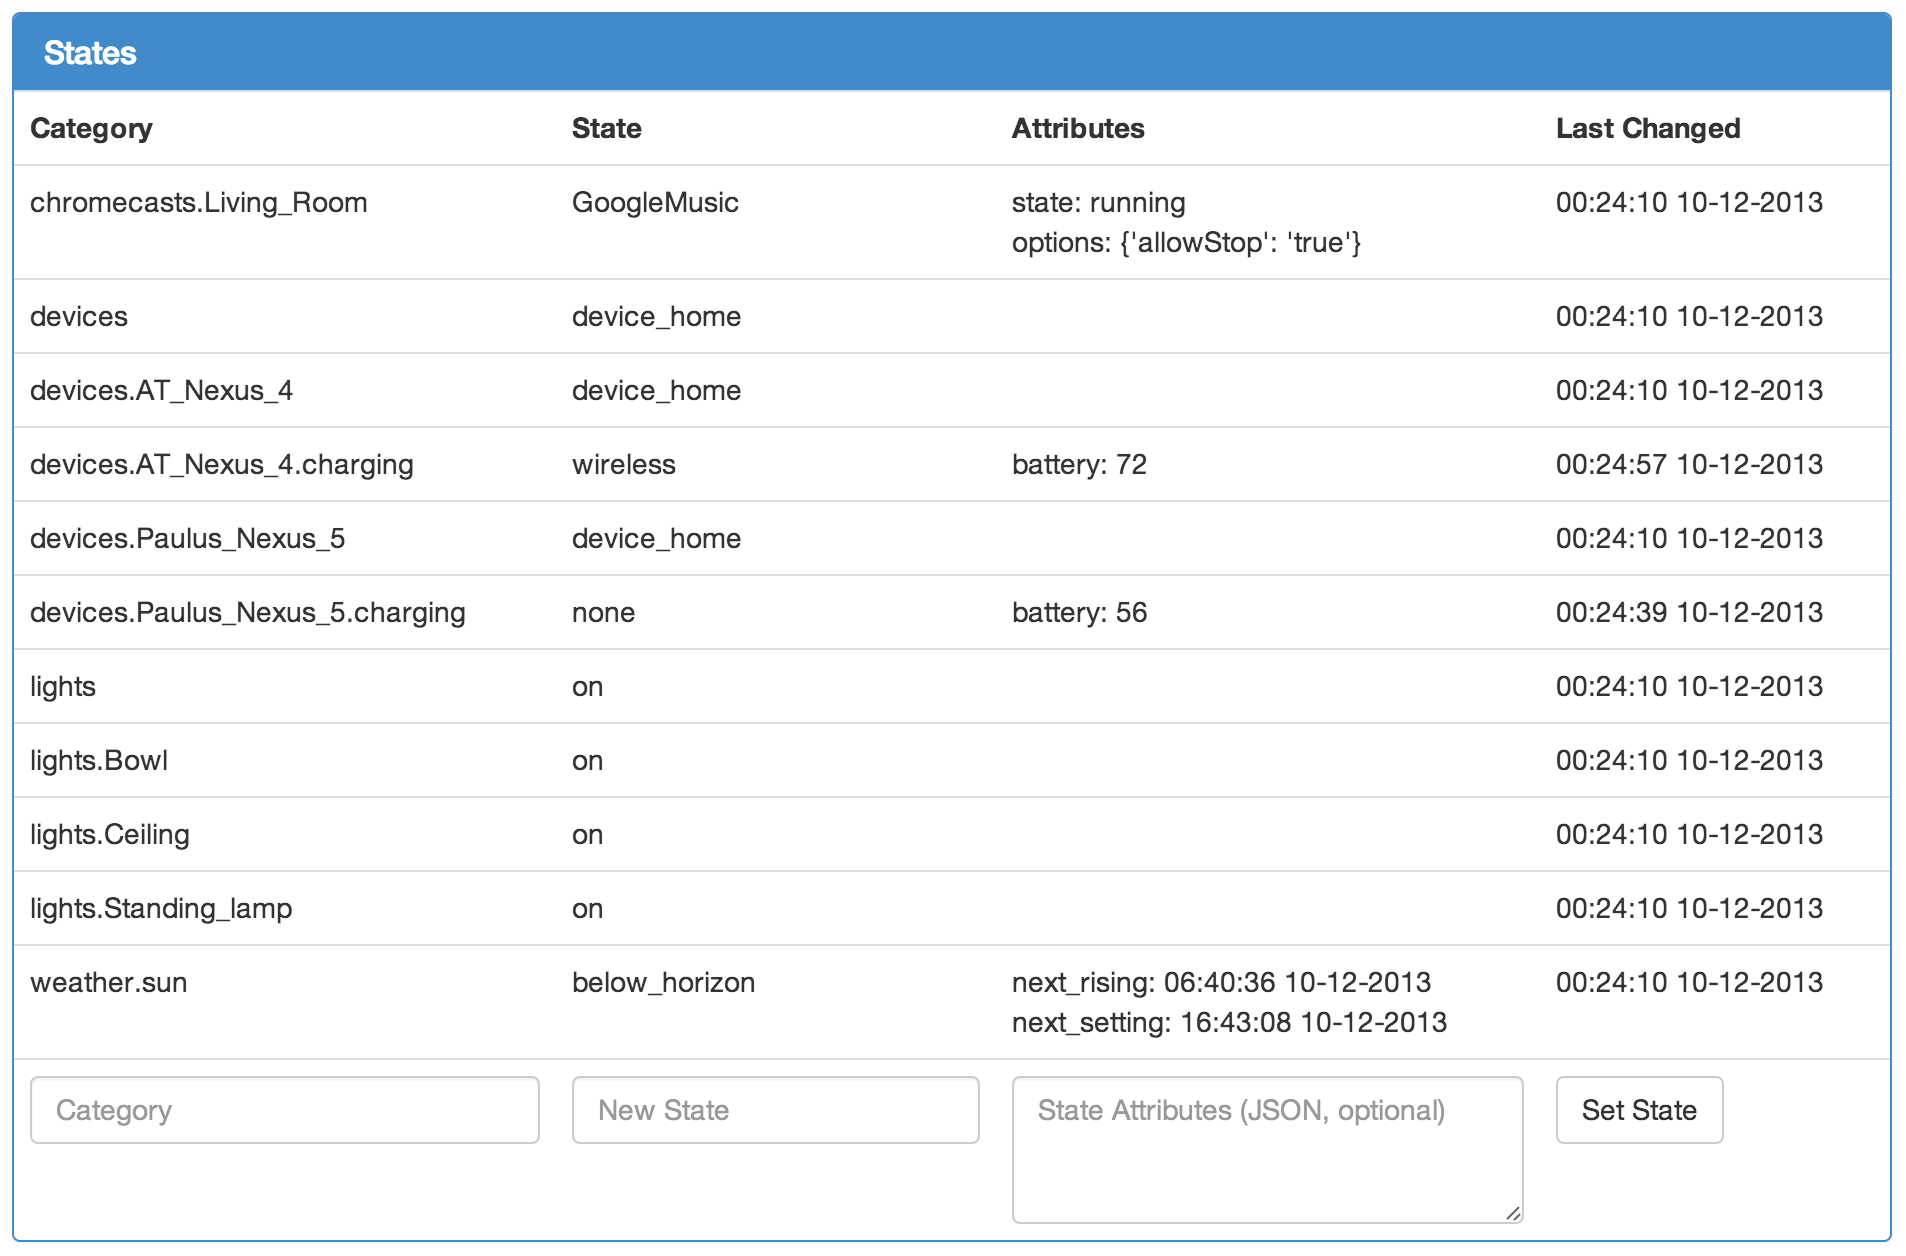 States
Category State Attributes Last Changed
chromecasts.Living_Room GoogleMusic state: running 00:24:10 10-12-2013
options: {'allowStop': 'true'}
devices device_home 00:24:10 10-12-2013
devices.AT_Nexus_4 device_home 00:24:10 10-12-2013
devices.AT_Nexus_4.charging wireless battery: 72 00:24:57 10-12-2013
devices.Paulus_Nexus_5 device_home 00:24:10 10-12-2013
devices.Paulus_Nexus_5.charging none battery: 56 00:24:39 10-12-2013
lights on 00:24:10 10-12-2013
lights.Bowl on 00:24:10 10-12-2013
lights.Ceiling on 00:24:10 10-12-2013
lights.Standing_lamp on 00:24:10 10-12-2013
weather.sun below_horizon next_rising: 06:40:36 10-12-2013 00:24:10 10-12-2013
next_setting: 16:43:08 10-12-2013
Category New State State Attributes (JSON, optional) Set State